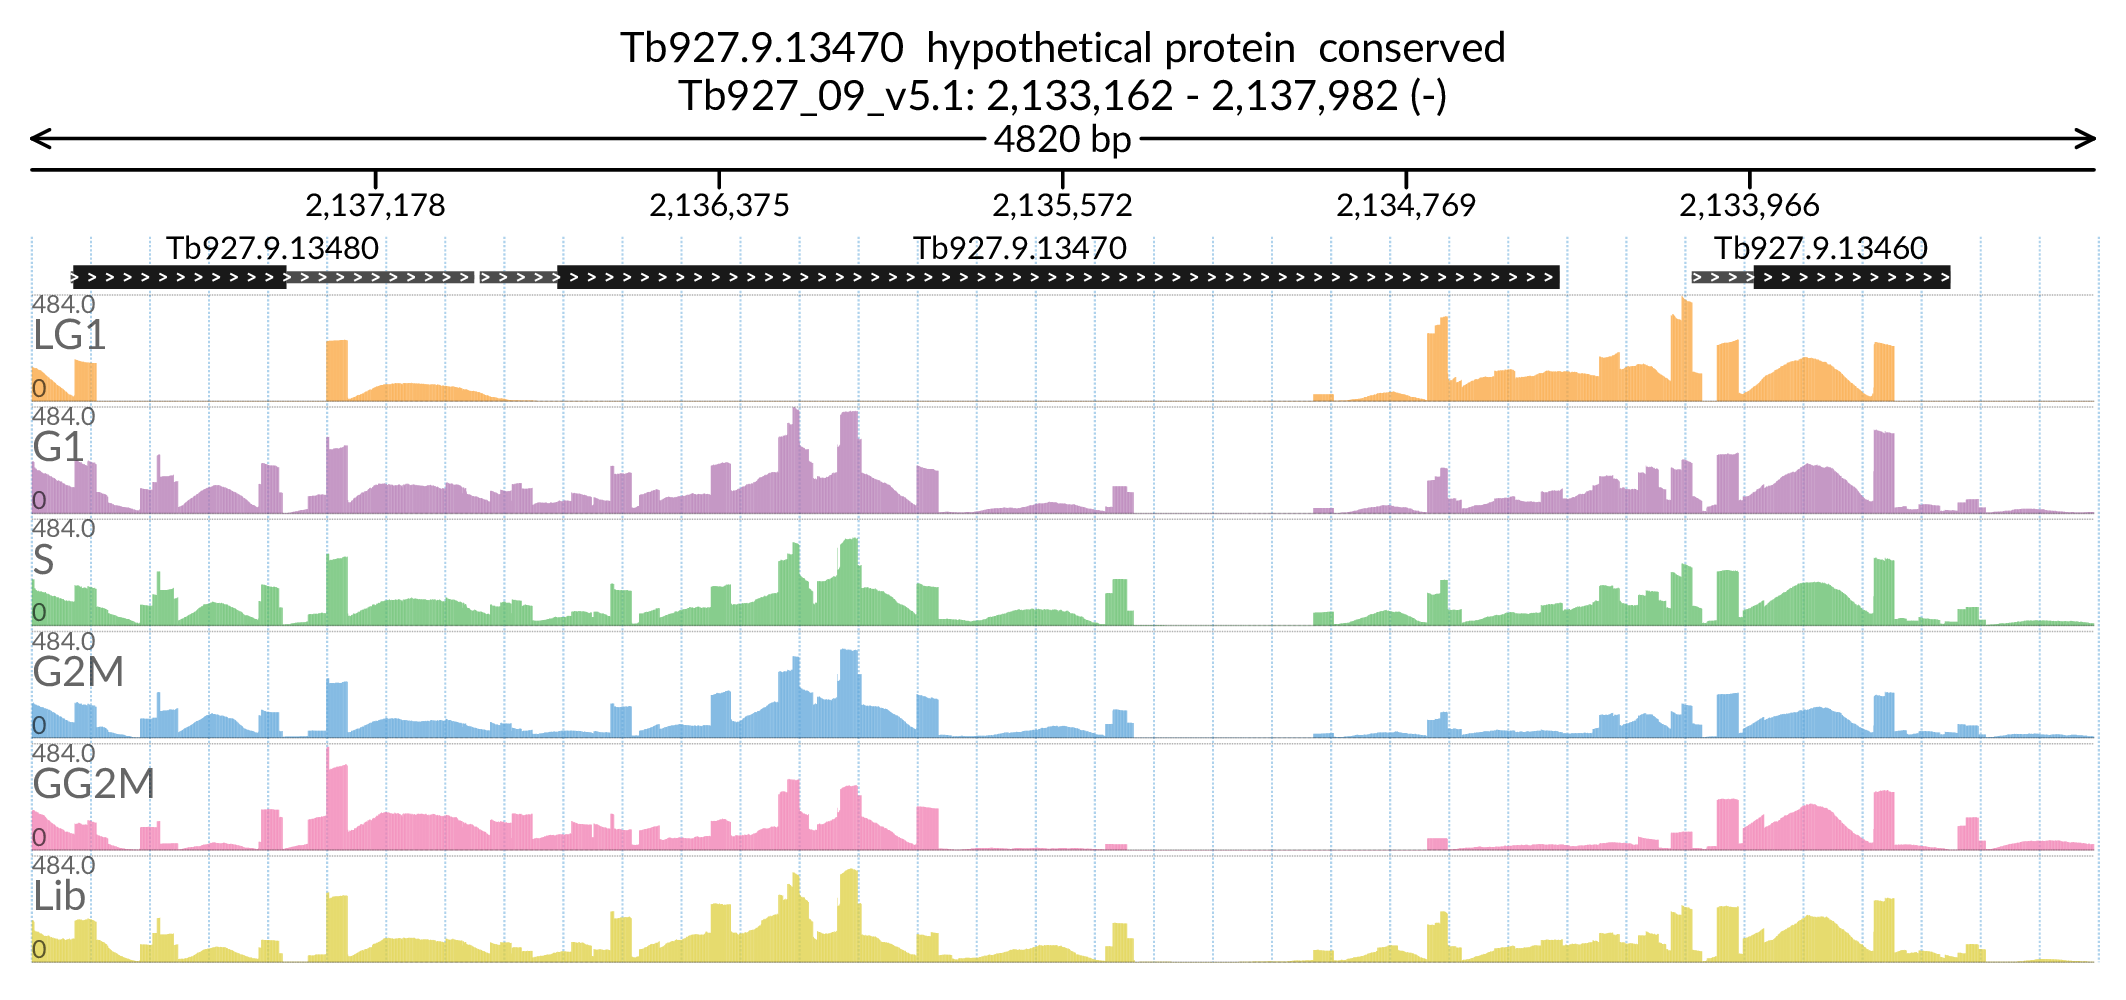 Tb927.9.13470  hypothetical protein  conserved
Tb927_09_v5.1: 2,133,162 - 2,137,982 (-)
4820 bp
2,137,178 2,136,375 2,135,572 2,134,769 2,133,966
Tb927.9.13480 Tb927.9.13470 Tb927.9.13460
484.0
LG1
0
484.0
G1
0
484.0
S
0
484.0
G2M
0
484.0
GG2M
0
484.0
Lib
0